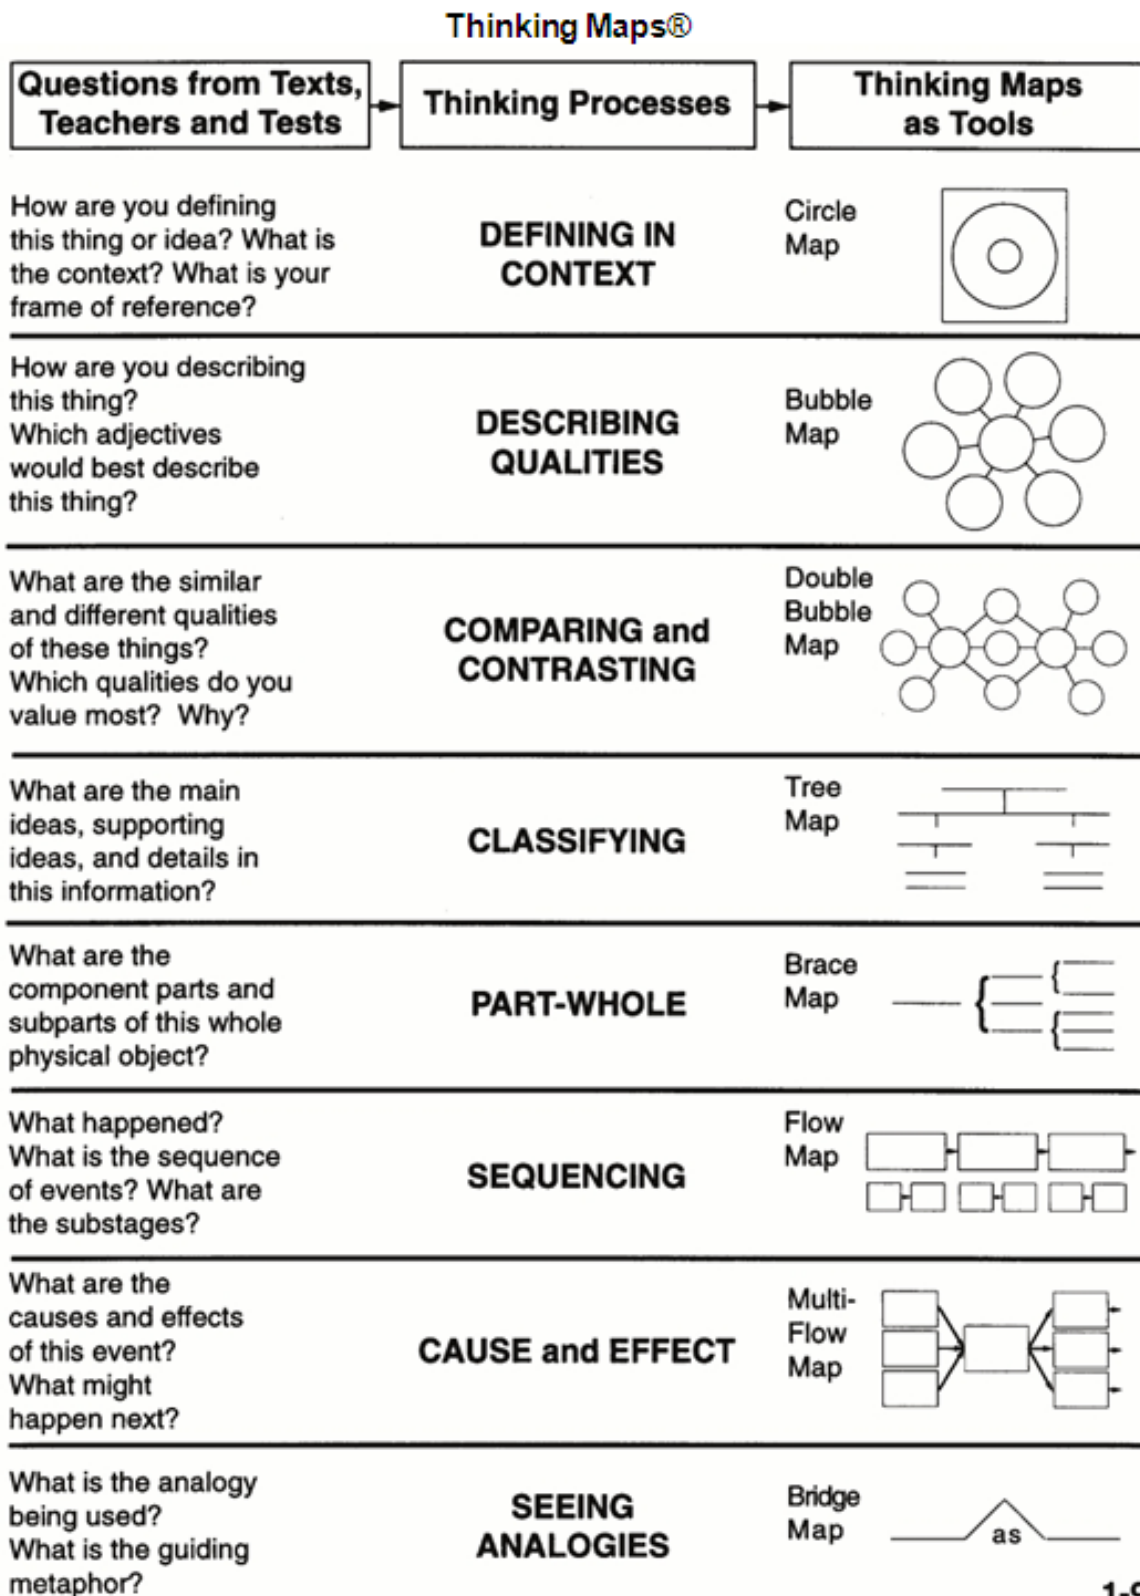 Thinking Maps®
Questions from Texts,
Teachers and Tests
Thinking Processes
Thinking Maps
as Tools
How are you defining
this thing or idea? What is
the context? What is your
frame of reference?
DEFINING IN
CONTEXT
Circle
Map
How are you describing
this thing?
Which adjectives
would best describe
this thing?
DESCRIBING
QUALITIES
Bubble
Map
What are the similar
and different qualities
of these things?
Which qualities do you
value most? Why?
COMPARING and
CONTRASTING
Double
Bubble
Map
What are the main
ideas, supporting
ideas, and details in
this information?
CLASSIFYING
Tree
Map
What are the
component parts and
subparts of this whole
physical object?
PART-WHOLE
Brace
Map
What happened?
What is the sequence
of events? What are
the substages?
SEQUENCING
Flow
Map
What are the
causes and effects
of this event?
What might
happen next?
CAUSE and EFFECT
Multi-
Flow
Map
What is the analogy
being used?
What is the guiding
metaphor?
SEEING
ANALOGIES
Bridge
Map
as